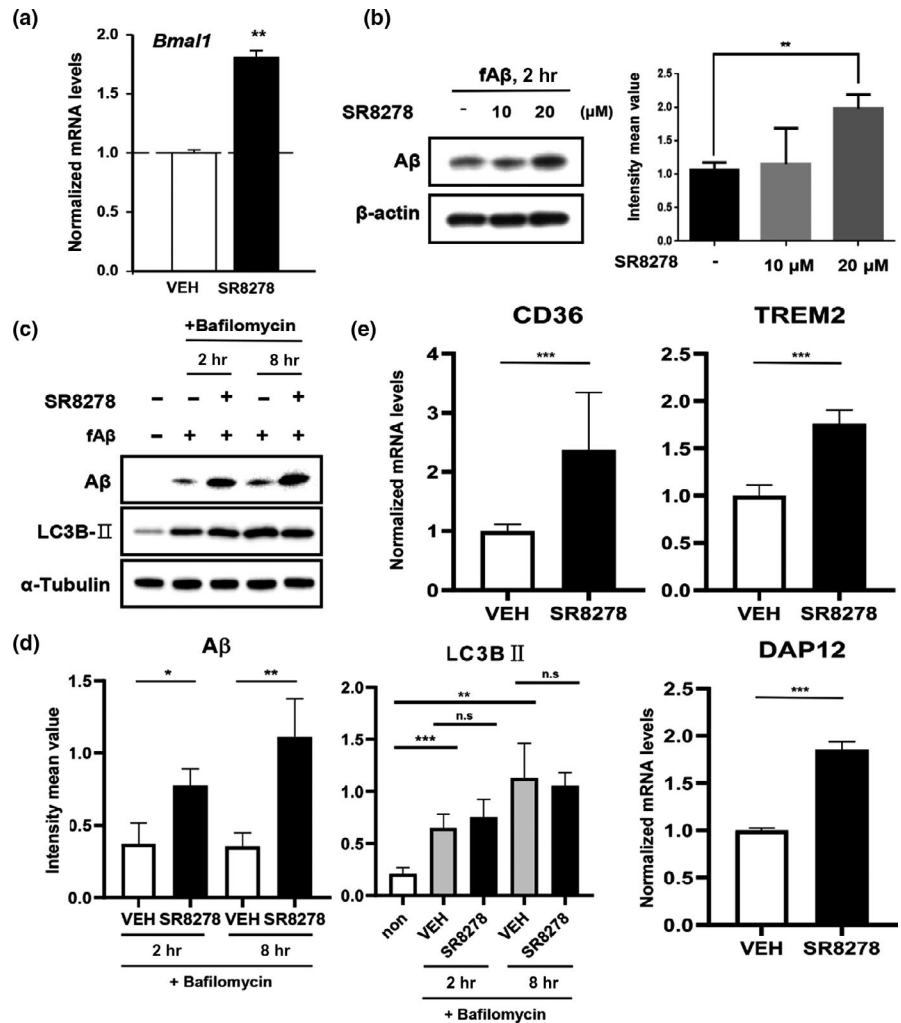 (a)
Bmal1
**
Normalized mRNA levels
2.0
1.5
1.0
0.5
0.0
VEH SR8278
(b)
fAβ, 2 hr
SR8278 - 10 20 (μM)
Aβ
β-actin
**
Intensity mean value
2.5
2.0
1.5
1.0
0.5
0.0
SR8278 - 10 μM 20 μM
(c)
+Bafilomycin
2 hr 8 hr
SR8278 - - + - +
fAβ - + + + +
Aβ
LC3B-Ⅱ
α-Tubulin
(d)
Aβ
* **
Intensity mean value
1.5
1.0
0.5
0.0
VEH SR8278 VEH SR8278
2 hr 8 hr
+ Bafilomycin
LC3B Ⅱ
n.s
**
n.s
***
2.0
1.5
1.0
0.5
0.0
non VEH SR8278 VEH SR8278
2 hr 8 hr
+ Bafilomycin
(e)
CD36
***
Normalized mRNA levels
4
3
2
1
0
VEH SR8278
TREM2
***
2.5
2.0
1.5
1.0
0.5
0.0
VEH SR8278
DAP12
***
Normalized mRNA levels
2.5
2.0
1.5
1.0
0.5
0.0
VEH SR8278